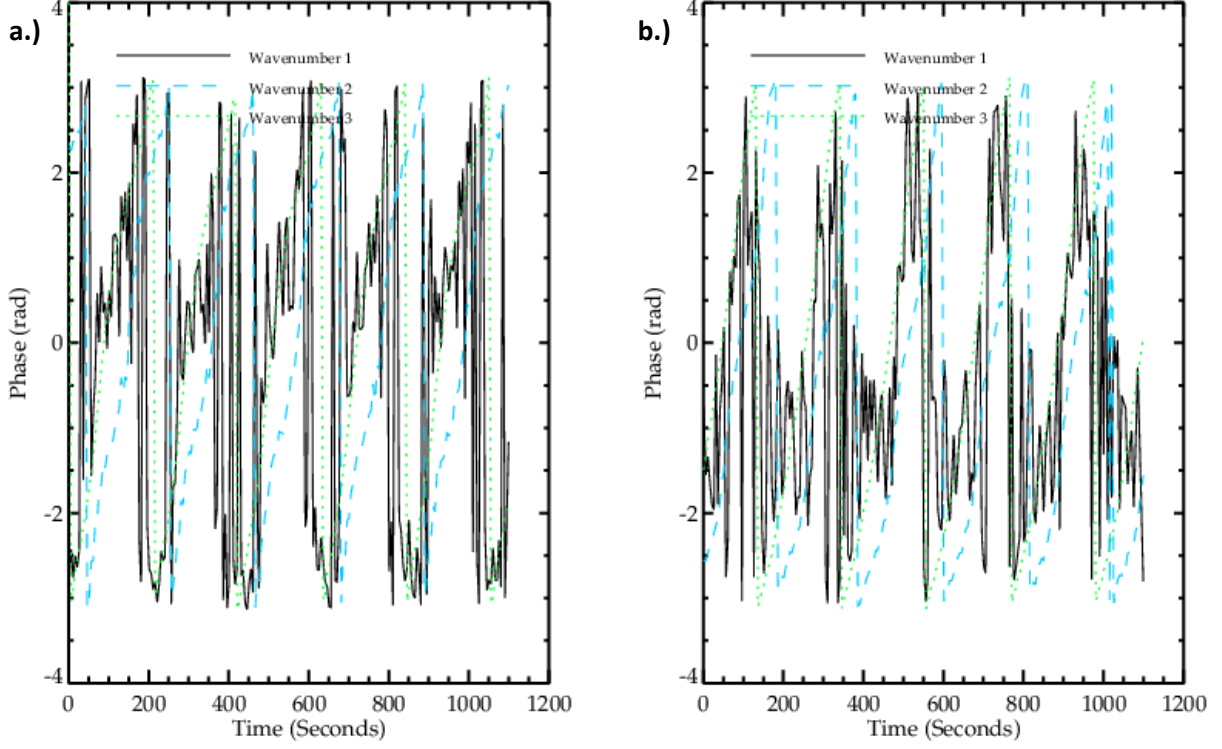 a.)
4
2
0
-2
-4
Phase (rad)
Wavenumber 1
Wavenumber 2
Wavenumber 3
0 200 400 600 800 1000 1200
Time (Seconds)
b.)
4
2
0
-2
-4
Phase (rad)
Wavenumber 1
Wavenumber 2
Wavenumber 3
0 200 400 600 800 1000 1200
Time (Seconds)